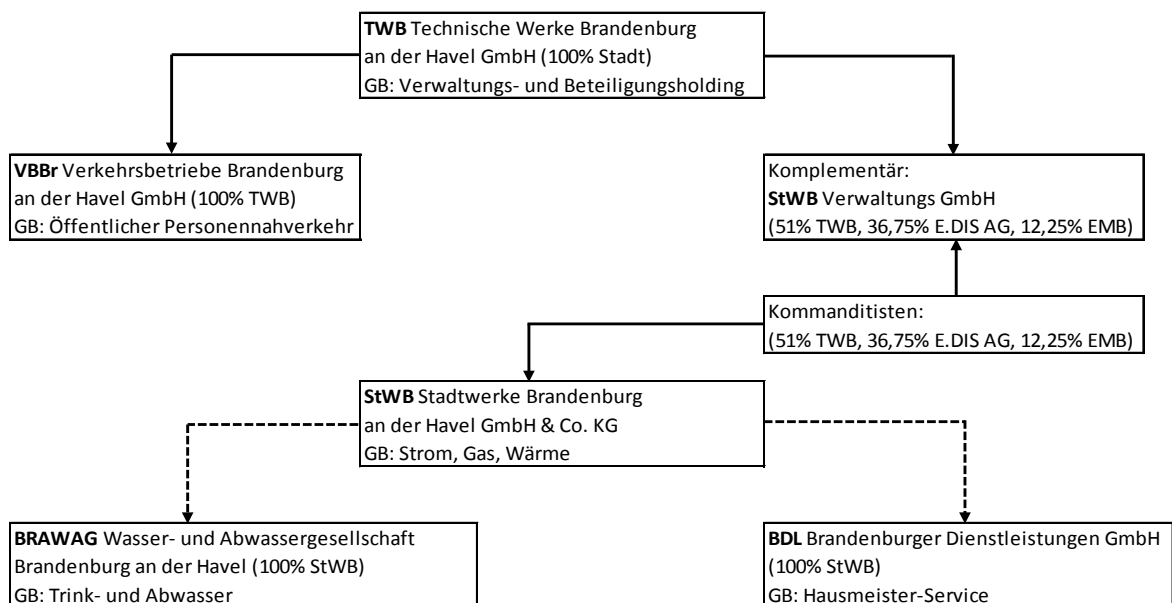 TWB Technische Werke Brandenburg
an der Havel GmbH (100% Stadt)
GB: Verwaltungs- und Beteiligungsholding
VBBr Verkehrsbetriebe Brandenburg
an der Havel GmbH (100% TWB)
GB: Öffentlicher Personennahverkehr
Komplementär:
StWB Verwaltungs GmbH
(51% TWB, 36,75% E.DIS AG, 12,25% EMB)
Kommanditisten:
(51% TWB, 36,75% E.DIS AG, 12,25% EMB)
StWB Stadtwerke Brandenburg
an der Havel GmbH & Co. KG
GB: Strom, Gas, Wärme
BRAWAG Wasser- und Abwassergesellschaft
Brandenburg an der Havel (100% StWB)
GB: Trink- und Abwasser
BDL Brandenburger Dienstleistungen GmbH
(100% StWB)
GB: Hausmeister-Service